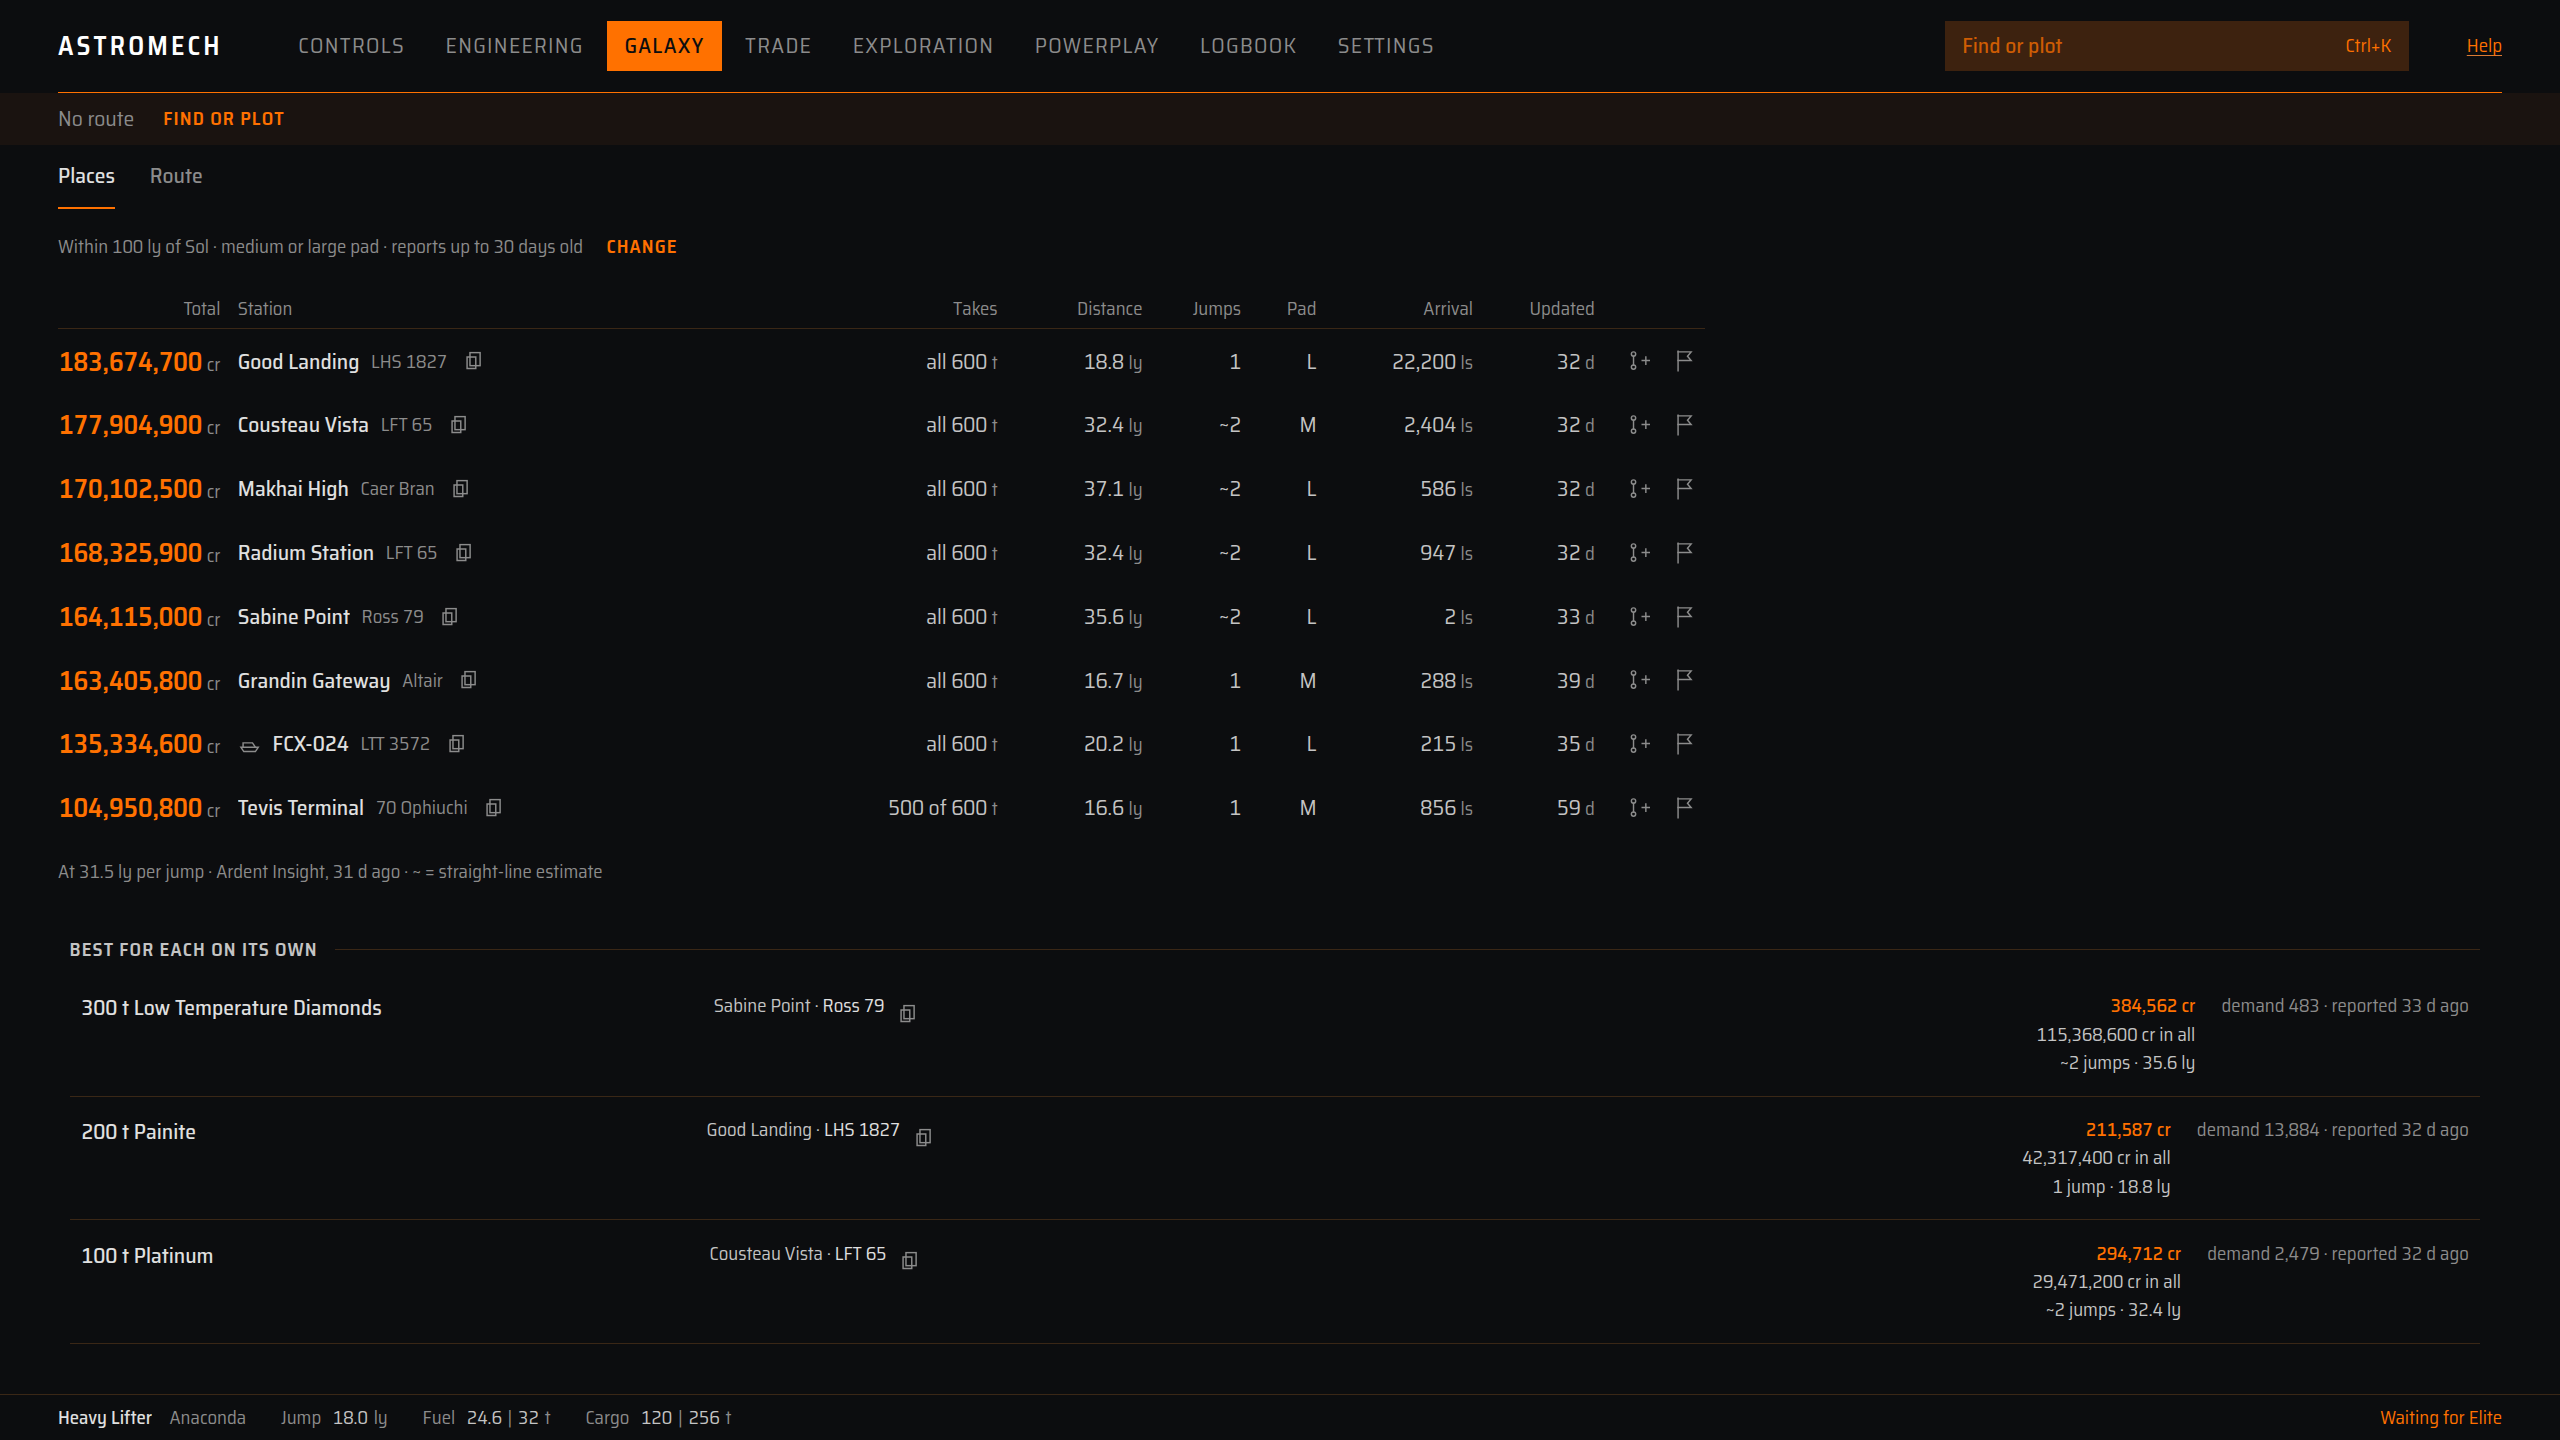 ASTROMECH CONTROLS ENGINEERING GALAXY TRADE EXPLORATION POWERPLAY LOGBOOK SETTINGS Find or plot Ctrl+K Help
No route FIND OR PLOT
Places Route
Within 100 ly of Sol · medium or large pad · reports up to 30 days old CHANGE
Total Station Takes Distance Jumps Pad Arrival Updated
183,674,700 cr Good Landing LHS 1827 all 600 t 18.8 ly 1 L 22,200 ls 32 d
177,904,900 cr Cousteau Vista LFT 65 all 600 t 32.4 ly ~2 M 2,404 ls 32 d
170,102,500 cr Makhai High Caer Bran all 600 t 37.1 ly ~2 L 586 ls 32 d
168,325,900 cr Radium Station LFT 65 all 600 t 32.4 ly ~2 L 947 ls 32 d
164,115,000 cr Sabine Point Ross 79 all 600 t 35.6 ly ~2 L 2 ls 33 d
163,405,800 cr Grandin Gateway Altair all 600 t 16.7 ly 1 M 288 ls 39 d
135,334,600 cr FCX-024 LTT 3572 all 600 t 20.2 ly 1 L 215 ls 35 d
104,950,800 cr Tevis Terminal 70 Ophiuchi 500 of 600 t 16.6 ly 1 M 856 ls 59 d
At 31.5 ly per jump · Ardent Insight, 31 d ago · ~ = straight-line estimate
BEST FOR EACH ON ITS OWN
300 t Low Temperature Diamonds Sabine Point · Ross 79 384,562 cr demand 483 · reported 33 d ago
115,368,600 cr in all
~2 jumps · 35.6 ly
200 t Painite Good Landing · LHS 1827 211,587 cr demand 13,884 · reported 32 d ago
42,317,400 cr in all
1 jump · 18.8 ly
100 t Platinum Cousteau Vista · LFT 65 294,712 cr demand 2,479 · reported 32 d ago
29,471,200 cr in all
~2 jumps · 32.4 ly
Heavy Lifter Anaconda Jump 18.0 ly Fuel 24.6 | 32 t Cargo 120 | 256 t Waiting for Elite